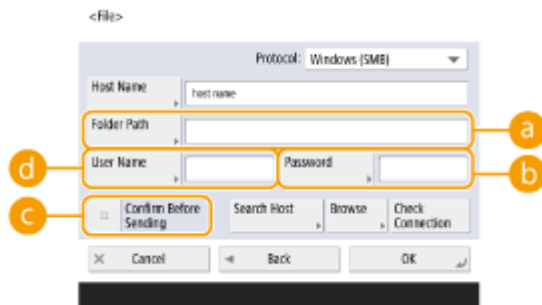 <File>
Protocol: Windows (SMB)
Host Name
host name
Folder Path
a
d
User Name
Password
b
c
Confirm Before
Sending
Search Host
Browse
Check
Connection
Cancel
Back
OK